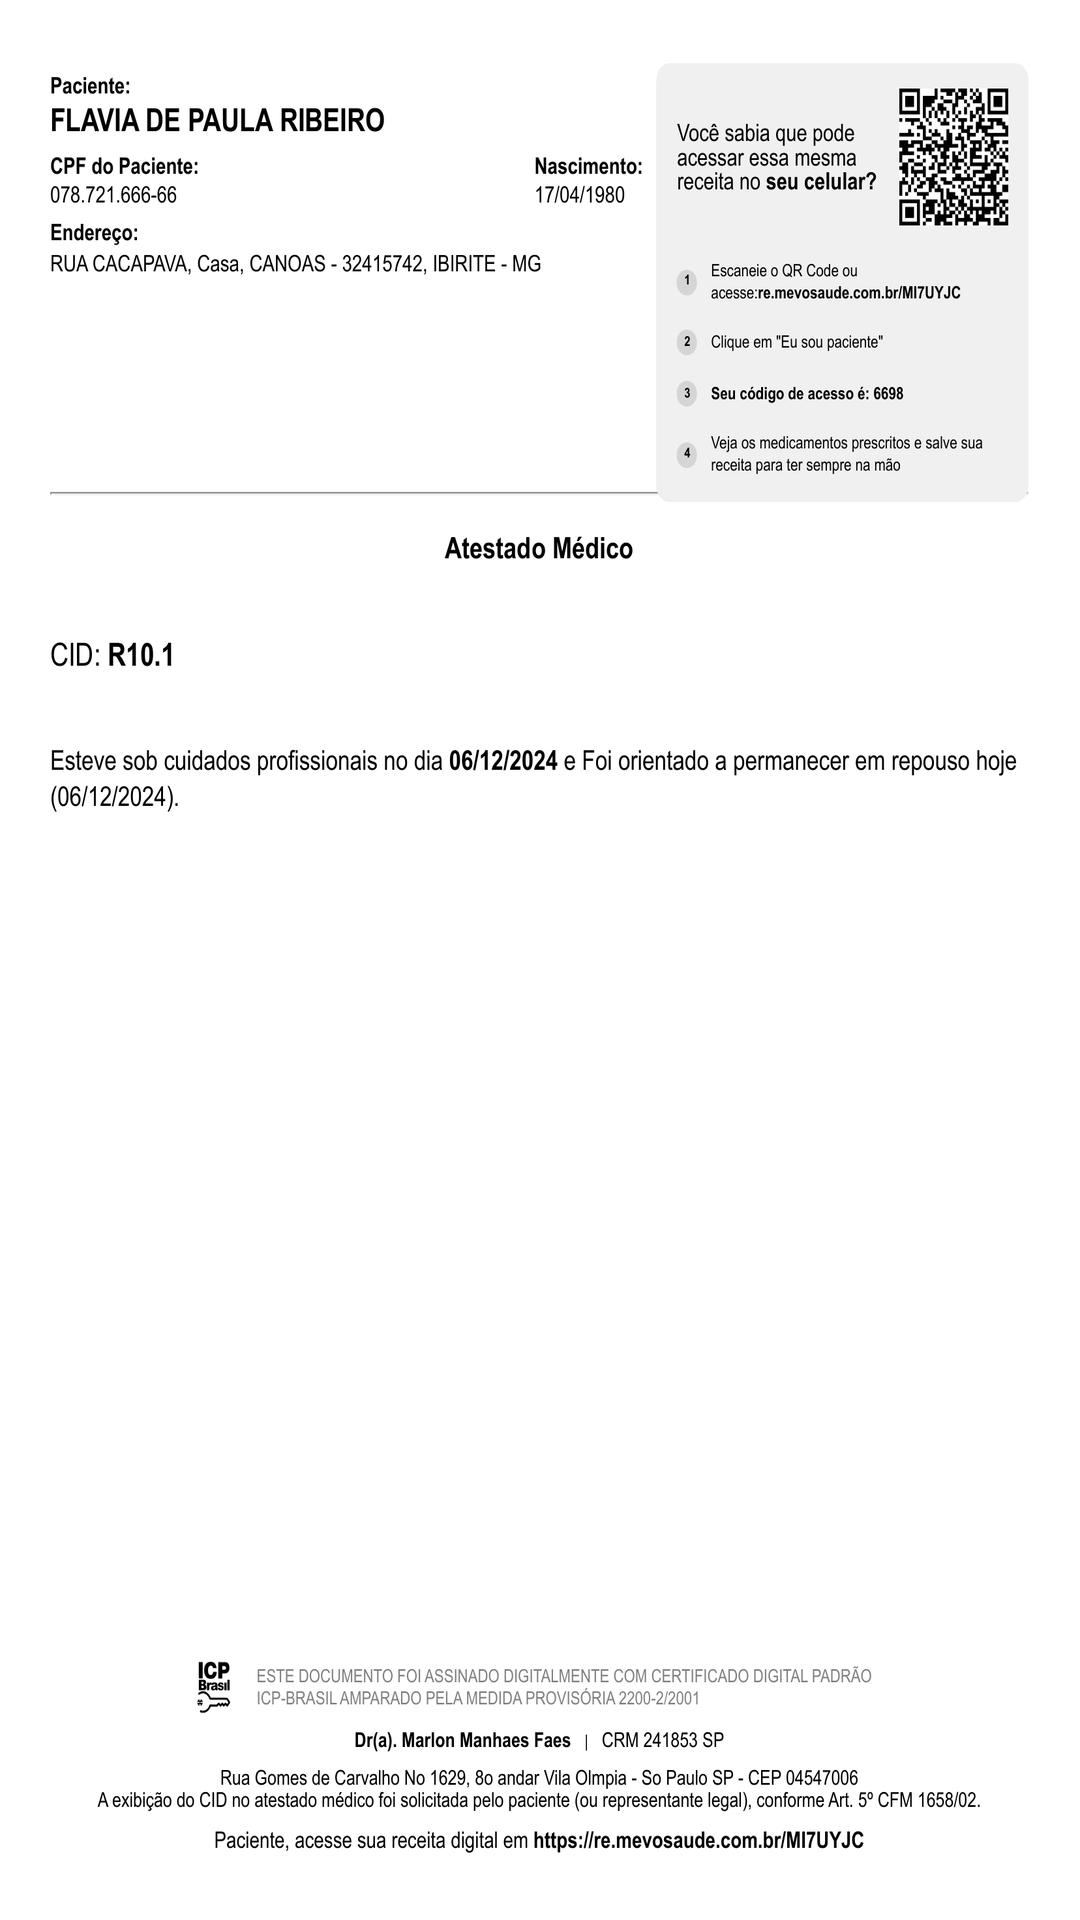 Paciente:
FLAVIA DE PAULA RIBEIRO
CPF do Paciente:
078.721.666-66
Nascimento:
17/04/1980
Endereço:
RUA CACAPAVA, Casa, CANOAS - 32415742, IBIRITE - MG
Você sabia que pode
acessar essa mesma
receita no seu celular?
1
Escaneie o QR Code ou
acesse:re.mevosaude.com.br/MI7UYJC
2
Clique em "Eu sou paciente"
3
Seu código de acesso é: 6698
4
Veja os medicamentos prescritos e salve sua
receita para ter sempre na mão
Atestado Médico
CID: R10.1
Esteve sob cuidados profissionais no dia 06/12/2024 e Foi orientado a permanecer em repouso hoje
(06/12/2024).
ICP
Brasil
ESTE DOCUMENTO FOI ASSINADO DIGITALMENTE COM CERTIFICADO DIGITAL PADRÃO
ICP-BRASIL AMPARADO PELA MEDIDA PROVISÓRIA 2200-2/2001
Dr(a). Marlon Manhaes Faes | CRM 241853 SP
Rua Gomes de Carvalho No 1629, 8o andar Vila Olmpia - So Paulo SP - CEP 04547006
A exibição do CID no atestado médico foi solicitada pelo paciente (ou representante legal), conforme Art. 5º CFM 1658/02.
Paciente, acesse sua receita digital em https://re.mevosaude.com.br/MI7UYJC